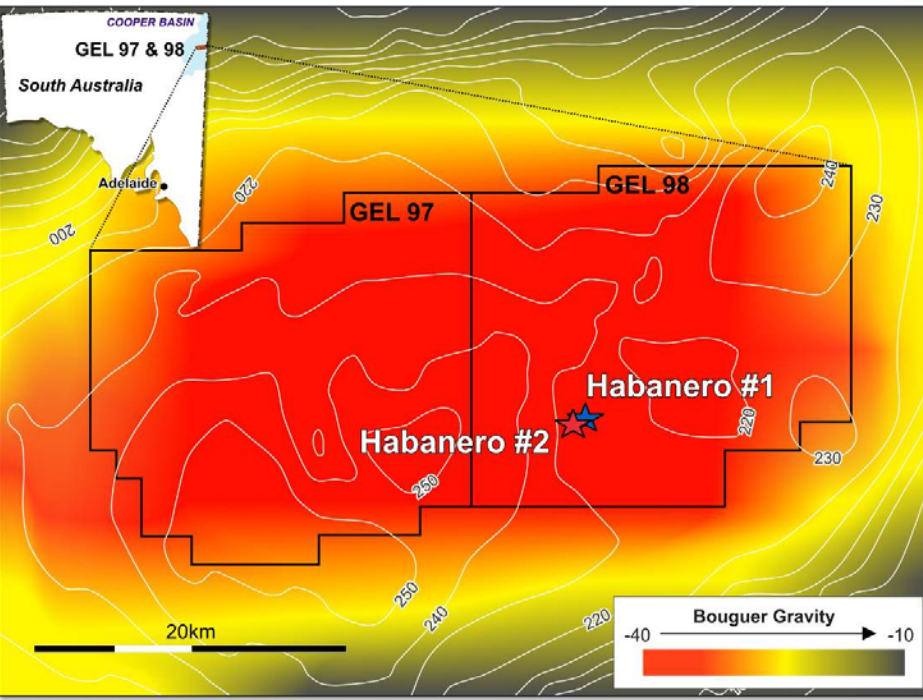 COOPER BASIN
GEL 97 & 98
South Australia
Adelaide
200
220
240
230
GEL 98
GEL 97
Habanero #1
Habanero #2
220
230
250
250
240
220
20km
Bouguer Gravity
-40
-10